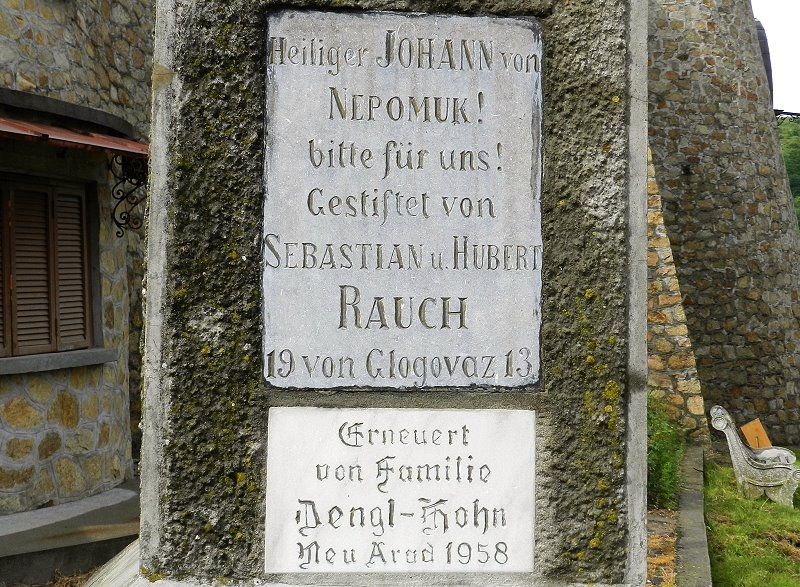 Heiliger JOHANN von
NEPOMUK!
bitte für uns!
Gestiftet von
SEBASTIAN u. HUBERT
RAUCH
19 von Glogovaz 13
Erneuert
von Familie
Dengl-Hohn
Neu Arad 1958